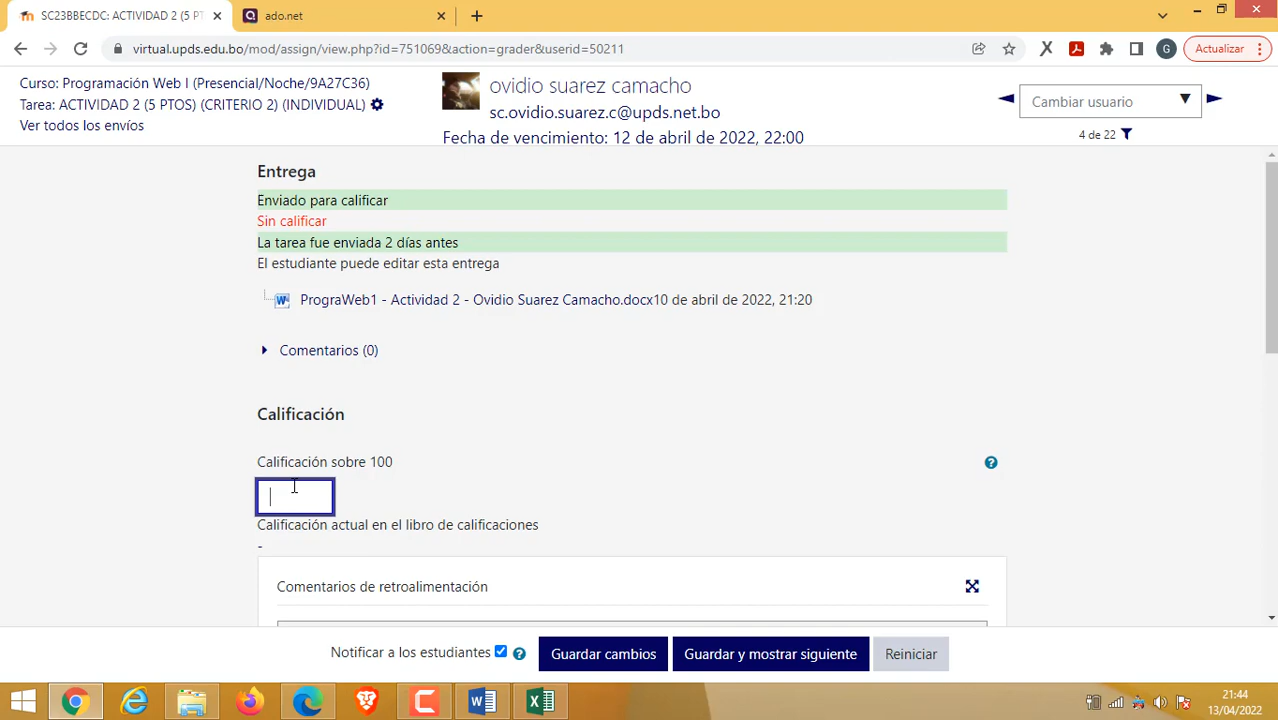 SC23BBECDC: ACTIVIDAD 2 (5 PTS
ado.net
virtual.upds.edu.bo/mod/assign/view.php?id=751069&action=grader&userid=50211
G
Actualizar
Curso: Programación Web I (Presencial/Noche/9A27C36)
Tarea: ACTIVIDAD 2 (5 PTOS) (CRITERIO 2) (INDIVIDUAL)
Ver todos los envíos
ovidio suarez camacho
sc.ovidio.suarez.c@upds.net.bo
Fecha de vencimiento: 12 de abril de 2022, 22:00
Cambiar usuario
4 de 22
Entrega
Enviado para calificar
Sin calificar
La tarea fue enviada 2 días antes
El estudiante puede editar esta entrega
PrograWeb1 - Actividad 2 - Ovidio Suarez Camacho.docx10 de abril de 2022, 21:20
Comentarios (0)
Calificación
Calificación sobre 100
Calificación actual en el libro de calificaciones
-
Comentarios de retroalimentación
Notificar a los estudiantes
Guardar cambios
Guardar y mostrar siguiente
Reiniciar
21:44
13/04/2022